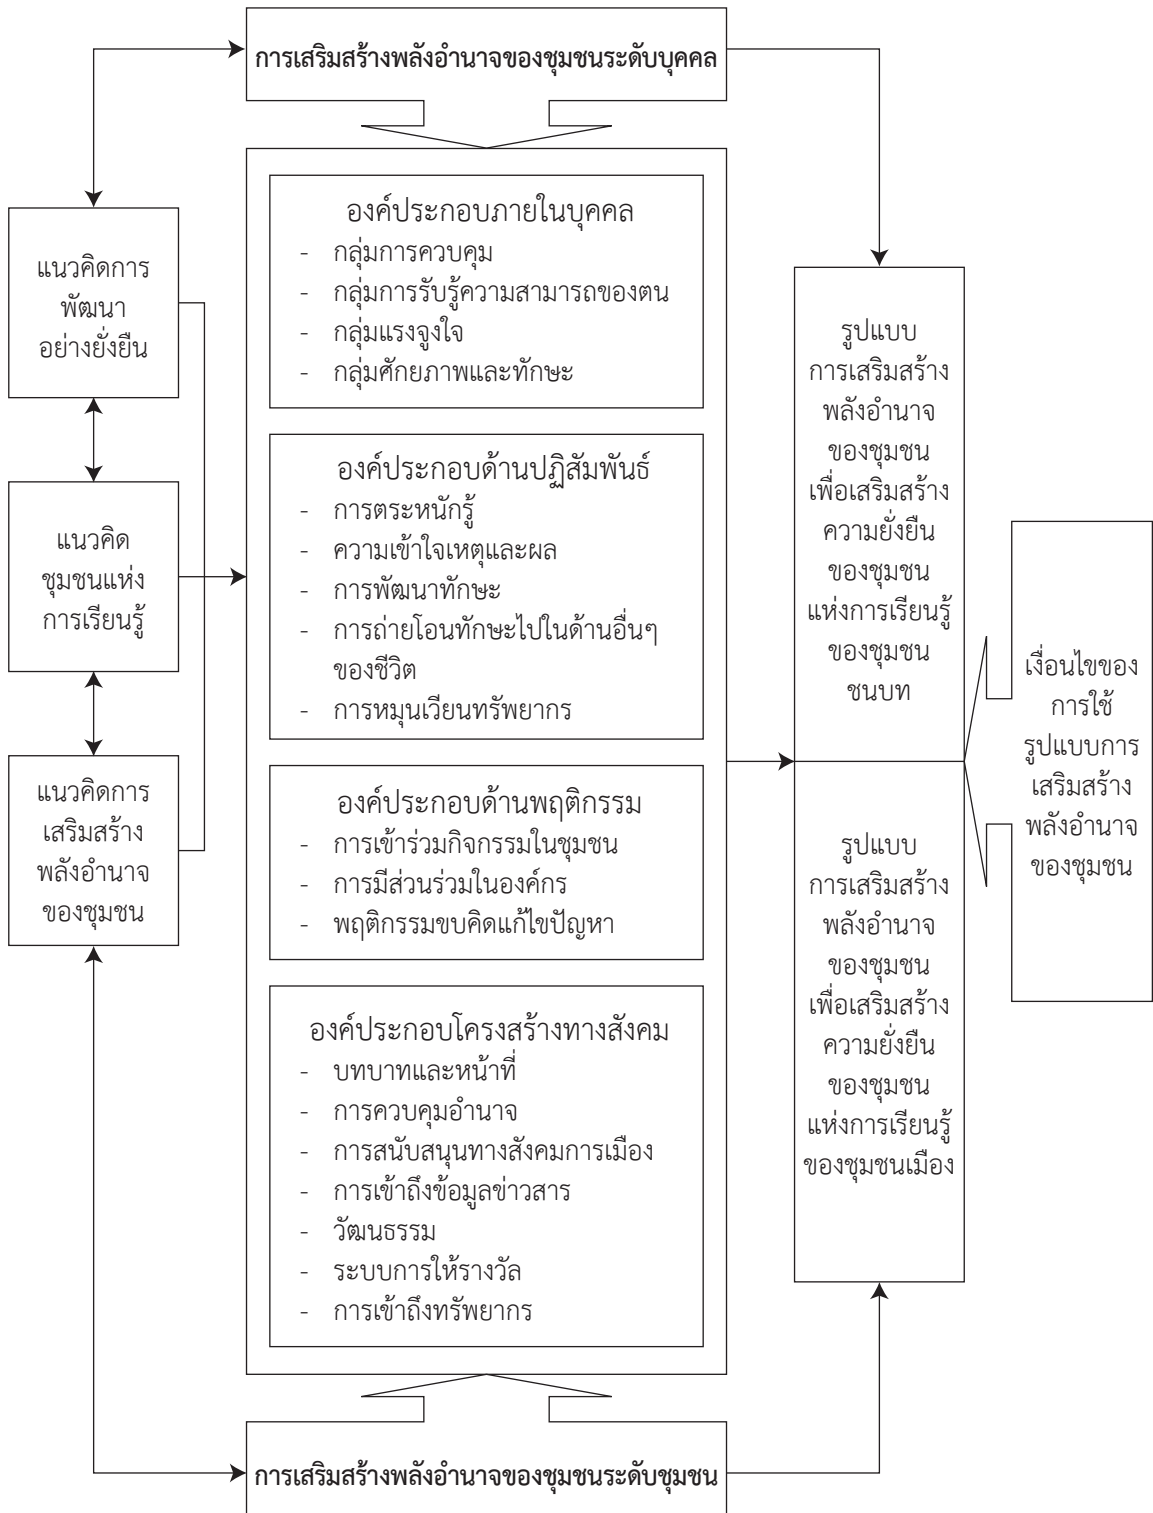 การเสริมสร้างพลังอำนาจของชุมชนระดับบุคคล
แนวคิดการ
พัฒนา
อย่างยั่งยืน
แนวคิด
ชุมชนแห่ง
การเรียนรู้
แนวคิดการ
เสริมสร้าง
พลังอำนาจ
ของชุมชน
องค์ประกอบภายในบุคคล
- กลุ่มการควบคุม
- กลุ่มการรับรู้ความสามารถของตน
- กลุ่มแรงจูงใจ
- กลุ่มศักยภาพและทักษะ
องค์ประกอบด้านปฏิสัมพันธ์
- การตระหนักรู้
- ความเข้าใจเหตุและผล
- การพัฒนาทักษะ
- การถ่ายโอนทักษะไปในด้านอื่นๆ
ของชีวิต
- การหมุนเวียนทรัพยากร
องค์ประกอบด้านพฤติกรรม
- การเข้าร่วมกิจกรรมในชุมชน
- การมีส่วนร่วมในองค์กร
- พฤติกรรมขบคิดแก้ไขปัญหา
องค์ประกอบโครงสร้างทางสังคม
- บทบาทและหน้าที่
- การควบคุมอำนาจ
- การสนับสนุนทางสังคมการเมือง
- การเข้าถึงข้อมูลข่าวสาร
- วัฒนธรรม
- ระบบการให้รางวัล
- การเข้าถึงทรัพยากร
การเสริมสร้างพลังอำนาจของชุมชนระดับชุมชน
รูปแบบ
การเสริมสร้าง
พลังอำนาจ
ของชุมชน
เพื่อเสริมสร้าง
ความยั่งยืน
ของชุมชน
แห่งการเรียนรู้
ของชุมชน
ชนบท
รูปแบบ
การเสริมสร้าง
พลังอำนาจ
ของชุมชน
เพื่อเสริมสร้าง
ความยั่งยืน
ของชุมชน
แห่งการเรียนรู้
ของชุมชนเมือง
เงื่อนไขของ
การใช้
รูปแบบการ
เสริมสร้าง
พลังอำนาจ
ของชุมชน